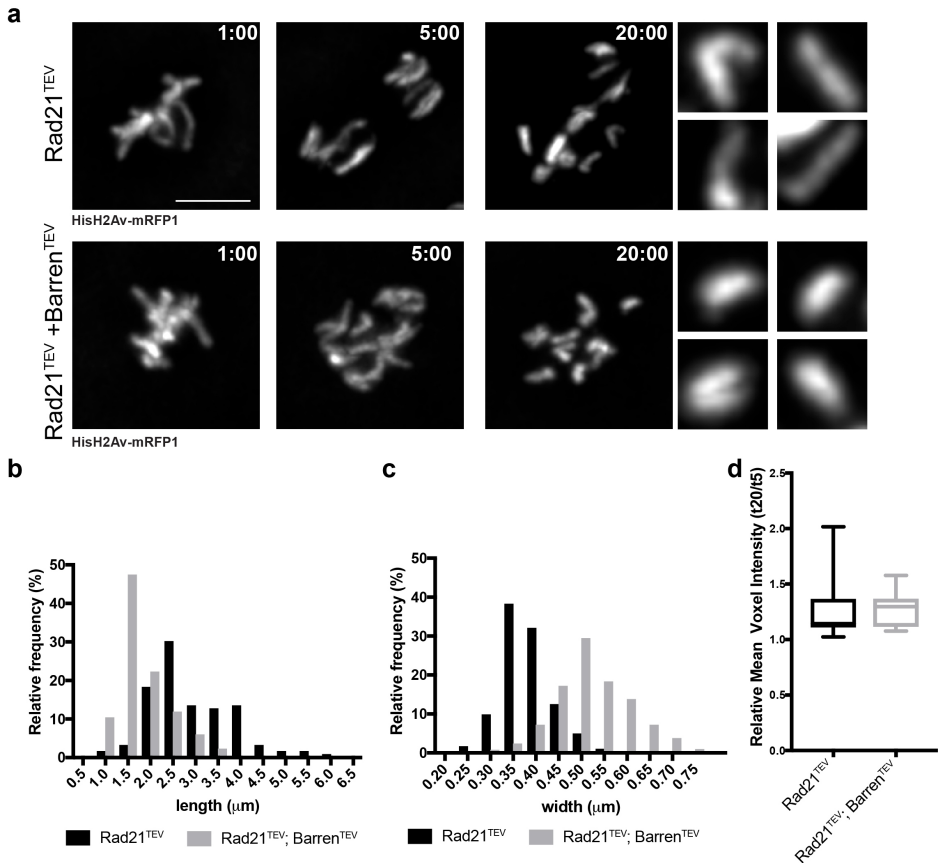 a
Rad21TEV
1:00
5:00
20:00
HisH2Av-mRFP1
Rad21TEV +BarrenTEV
1:00
5:00
20:00
HisH2Av-mRFP1
b
Relative frequency (%)
50
40
30
20
10
0
0.5 1.0 1.5 2.0 2.5 3.0 3.5 4.0 4.5 5.0 5.5 6.0 6.5
length (μm)
Rad21TEV
Rad21TEV; BarrenTEV
c
Relative frequency (%)
50
40
30
20
10
0
0.20 0.25 0.30 0.35 0.40 0.45 0.50 0.55 0.60 0.65 0.70 0.75
width (μm)
Rad21TEV
Rad21TEV; BarrenTEV
d
Relative Mean Voxel Intensity (t20/t5)
2.5
2.0
1.5
1.0
0.5
0.0
Rad21TEV
Rad21TEV; BarrenTEV